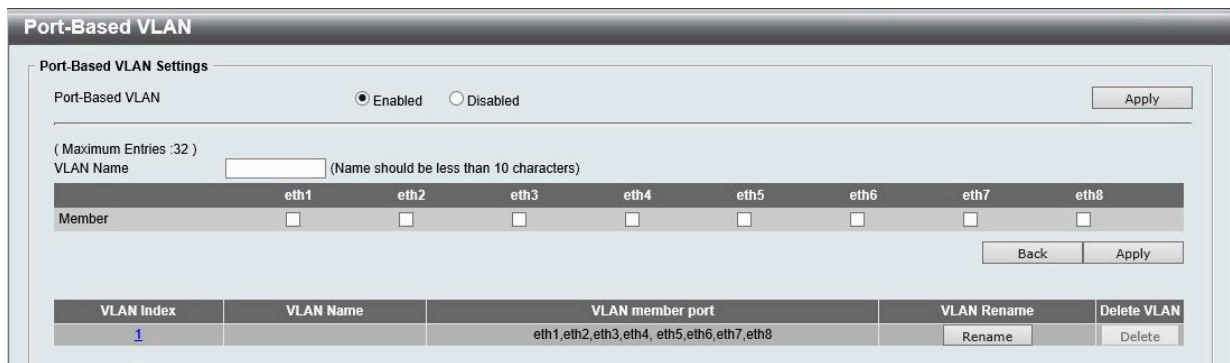 Port-Based VLAN
Port-Based VLAN Settings
Port-Based VLAN Enabled Disabled Apply
( Maximum Entries :32 )
VLAN Name (Name should be less than 10 characters)
eth1 eth2 eth3 eth4 eth5 eth6 eth7 eth8
Member
Back Apply
VLAN Index VLAN Name VLAN member port VLAN Rename Delete VLAN
1 eth1,eth2,eth3,eth4, eth5,eth6,eth7,eth8 Rename Delete